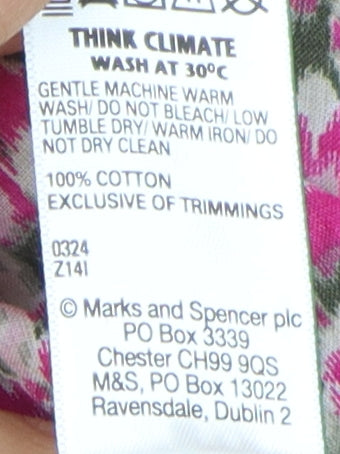 THINK CLIMATE
WASH AT 30°C
GENTLE MACHINE WARM
WASH/ DO NOT BLEACH/ LOW
TUMBLE DRY/ WARM IRON/ DO
NOT DRY CLEAN
100% COTTON
EXCLUSIVE OF TRIMMINGS
0324
Z14I
© Marks and Spencer plc
PO Box 3339
Chester CH99 9QS
M&S, PO Box 13022
Ravensdale, Dublin 2